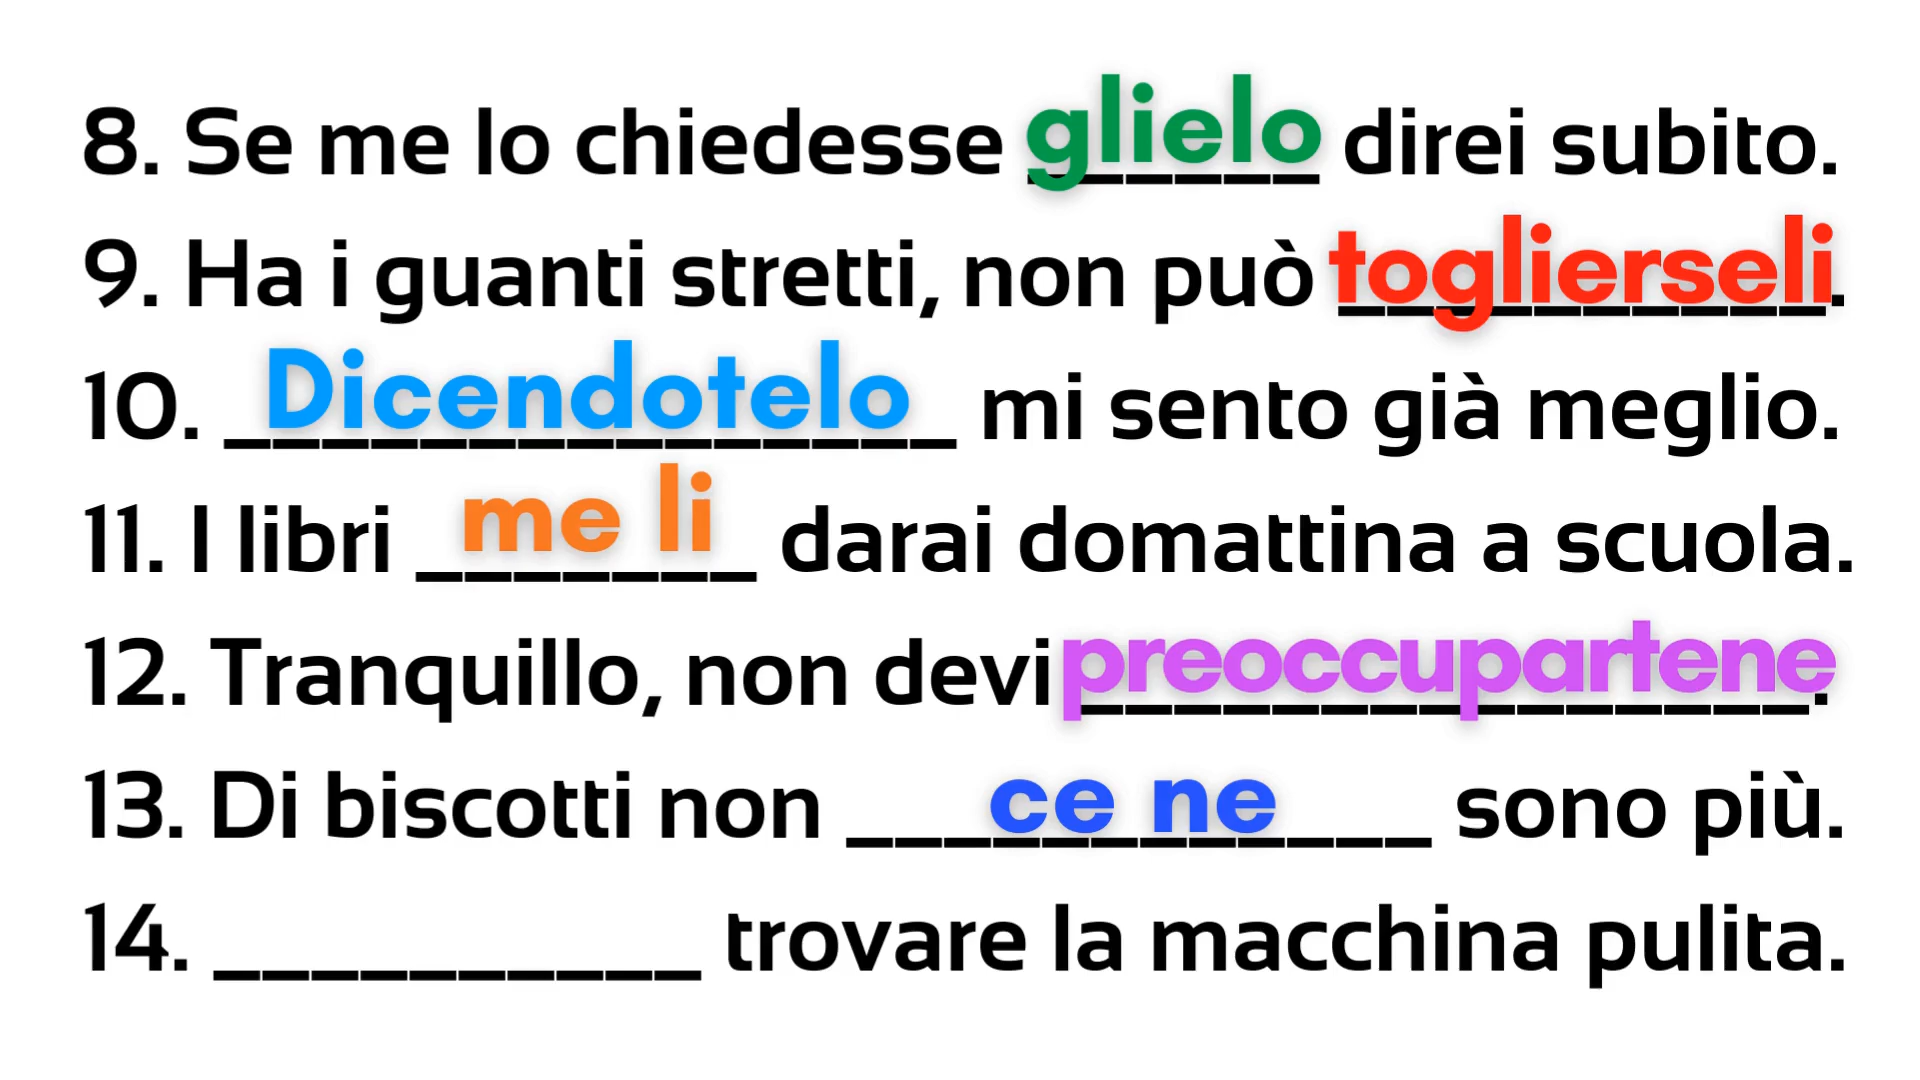 8. Se me lo chiedesse glielo direi subito.
9. Ha i guanti stretti, non può toglierseli.
10. Dicendotelo mi sento già meglio.
11. I libri me li darai domattina a scuola.
12. Tranquillo, non devi preoccupartene.
13. Di biscotti non ce ne sono più.
14. __________ trovare la macchina pulita.